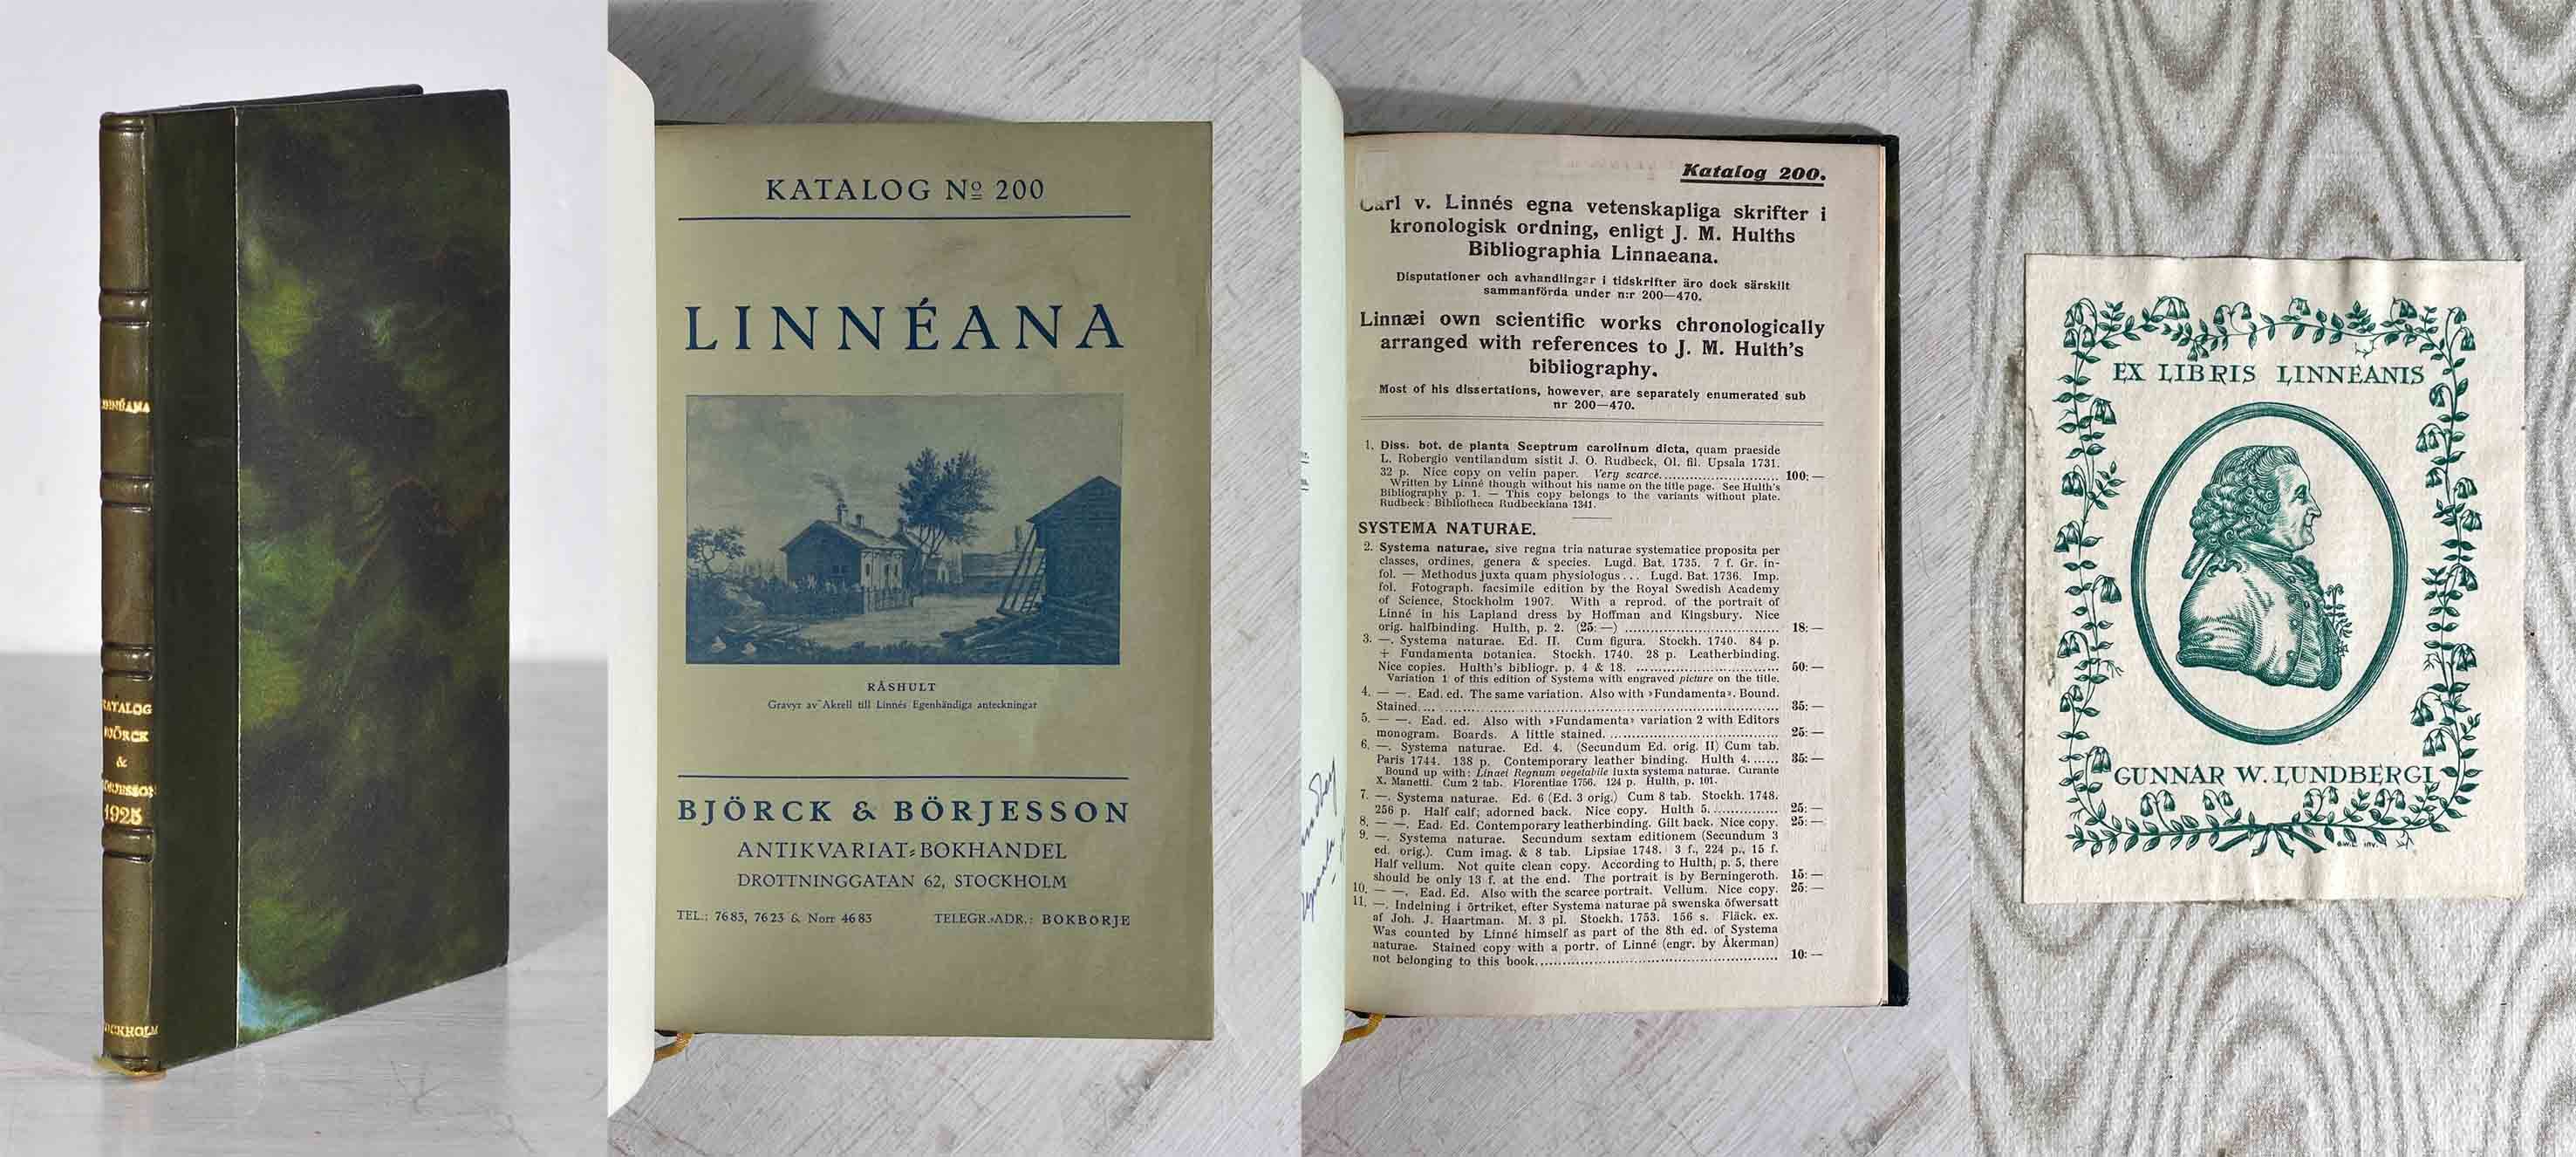 LINNÉANA
KATALOG
BJÖRCK
&
BÖRJESSON
1925
STOCKHOLM
KATALOG Nº 200
LINNÉANA
RÅSHULT
Gravyr av Akrell till Linnés Egenhändiga anteckningar
BJÖRCK & BÖRJESSON
ANTIKVARIAT-BOKHANDEL
DROTTNINGGATAN 62, STOCKHOLM
TEL.: 7683, 7623 & Norr 4683 TELEGR.-ADR.: BOKBÖRJE
Katalog 200.
Carl v. Linnés egna vetenskapliga skrifter i
kronologisk ordning, enligt J. M. Hulths
Bibliographia Linnaeana.
Disputationer och avhandlingar i tidskrifter äro dock särskilt
sammanförda under n:r 200—470.
Linnæi own scientific works chronologically
arranged with references to J. M. Hulth's
bibliography.
Most of his dissertations, however, are separately enumerated sub
nr 200—470.
1. Diss. bot. de planta Sceptrum carolinum dicta, quam praeside
L. Robergio ventilandum sistit J. O. Rudbeck, Ol. fil. Upsala 1731.
32 p. Nice copy on velin paper. Very scarce. 100:—
Written by Linné though without his name on the title page. See Hulth's
Bibliography p. 1. — This copy belongs to the variants without plate.
Rudbeck: Bibliotheca Rudbeckiana 1341.
SYSTEMA NATURAE.
2. Systema naturae, sive regna tria naturae systematice proposita per
classes, ordines, genera & species. Lugd. Bat. 1735. 7 f. Gr. in-
fol. — Methodus juxta quam physiologus... Lugd. Bat. 1736. Imp.
fol. Fotograph. facsimile edition by the Royal Swedish Academy
of Science, Stockholm 1907. With a reprod. of the portrait of
Linné in his Lapland dress by Hoffman and Kingsbury. Nice
orig. halfbinding. Hulth, p. 2. (25:—) 18:—
3. —. Systema naturae. Ed. II. Cum figura. Stockh. 1740. 84 p.
+ Fundamenta botanica. Stockh. 1740. 28 p. Leatherbinding.
Nice copies. Hulth's bibliogr. p. 4 & 18. 50:—
Variation 1 of this edition of Systema with engraved picture on the title.
4. — —. Ead. ed. The same variation. Also with »Fundamenta». Bound.
Stained. 35:—
5. — —. Ead. ed. Also with »Fundamenta» variation 2 with Editors
monogram. Boards. A little stained. 25:—
6. —. Systema naturae. Ed. 4. (Secundum Ed. orig. II) Cum tab.
Paris 1744. 138 p. Contemporary leather binding. Hulth 4. 35:—
Bound up with: Linaei Regnum vegetabile iuxta systema naturae. Curante
X. Manetti. Cum 2 tab. Florentiae 1756. 124 p. Hulth, p. 101.
7. —. Systema naturae. Ed. 6 (Ed. 3 orig.) Cum 8 tab. Stockh. 1748.
256 p. Half calf; adorned back. Nice copy. Hulth 5. 25:—
8. — —. Ead. Ed. Contemporary leatherbinding. Gilt back. Nice copy. 25:—
9. —. Systema naturae. Secundum sextam editionem (Secundum 3
ed. orig.). Cum imag. & 8 tab. Lipsiae 1748. 3 f., 224 p., 15 f.
Half vellum. Not quite clean copy. According to Hulth, p. 5, there
should be only 13 f. at the end. The portrait is by Berningeroth. 15:—
10. — —. Ead. Ed. Also with the scarce portrait. Vellum. Nice copy. 25:—
11. —. Indelning i örtriket, efter Systema naturae på swenska öfwersatt
af Joh. J. Haartman. M. 3 pl. Stockh. 1753. 156 s. Fläck. ex.
Was counted by Linné himself as part of the 8th ed. of Systema
naturae. Stained copy with a portr. of Linné (engr. by Åkerman)
not belonging to this book. 10:—
EX LIBRIS LINNÉANIS
GUNNAR W. LUNDBERGI
G.W.L. INV.